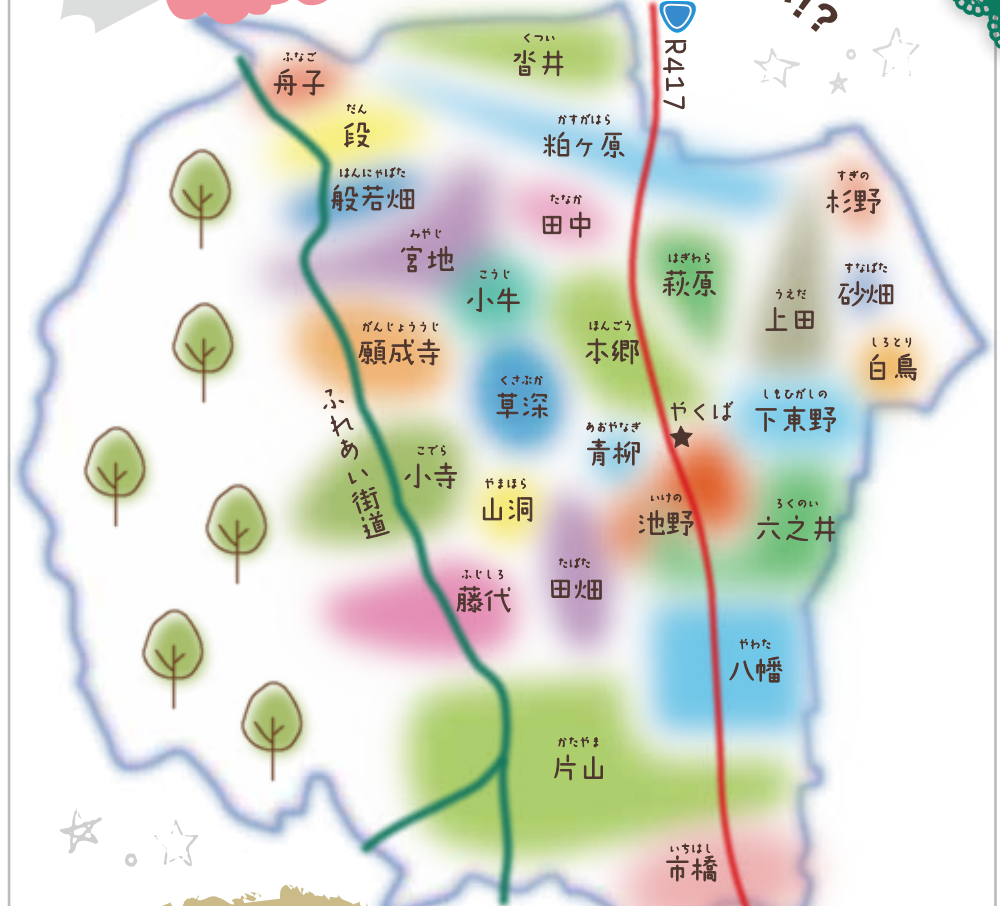 !!?
R417
くつい
沓井
ふなご
舟子
だん
段
かすがはら
粕ヶ原
はんにゃばた
般若畑
たなか
田中
すぎの
杉野
みやじ
宮地
こうじ
小牛
はぎわら
萩原
すなばた
砂畑
うえだ
上田
がんじょううじ
願成寺
ほんごう
本郷
しろとり
白鳥
くさぶか
草深
やくば
しもひがしの
下東野
あおやなぎ
青柳
ふれあい街道
こでら
小寺
やまほら
山洞
いけの
池野
ろくのい
六之井
たばた
田畑
ふじしろ
藤代
やわた
八幡
かたやま
片山
いちはし
市橋